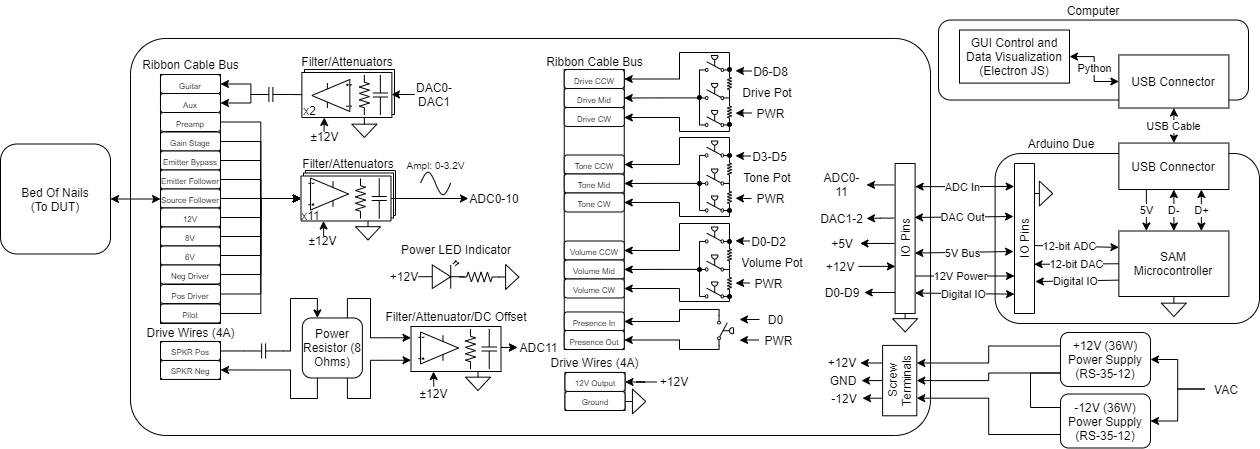 Computer
GUI Control and
Data Visualization
(Electron JS)
Python
USB Connector
USB Cable
Arduino Due
USB Connector
5V
D-
D+
SAM
Microcontroller
12-bit ADC
12-bit DAC
Digital IO
IO Pins
ADC In
DAC Out
5V Bus
12V Power
Digital IO
IO Pins
ADC0-
11
DAC1-2
+5V
+12V
D0-D9
Bed Of Nails
(To DUT)
Ribbon Cable Bus
Guitar
Aux
Preamp
Gain Stage
Emitter Bypass
Emitter Follower
Source Follower
12V
8V
6V
Neg Driver
Pos Driver
Pilot
Drive Wires (4A)
SPKR Pos
SPKR Neg
Filter/Attenuators
x2
±12V
DAC0-
DAC1
Filter/Attenuators
x11
±12V
Ampl: 0-3.2V
ADC0-10
Power LED Indicator
+12V
Power
Resistor (8
Ohms)
Filter/Attenuator/DC Offset
±12V
ADC11
Ribbon Cable Bus
Drive CCW
Drive Mid
Drive CW
Tone CCW
Tone Mid
Tone CW
Volume CCW
Volume Mid
Volume CW
Presence In
Presence Out
Drive Wires (4A)
12V Output
Ground
+12V
D6-D8
Drive Pot
PWR
D3-D5
Tone Pot
PWR
D0-D2
Volume Pot
PWR
D0
PWR
+12V
GND
-12V
Screw
Terminals
+12V (36W)
Power Supply
(RS-35-12)
-12V (36W)
Power Supply
(RS-35-12)
VAC